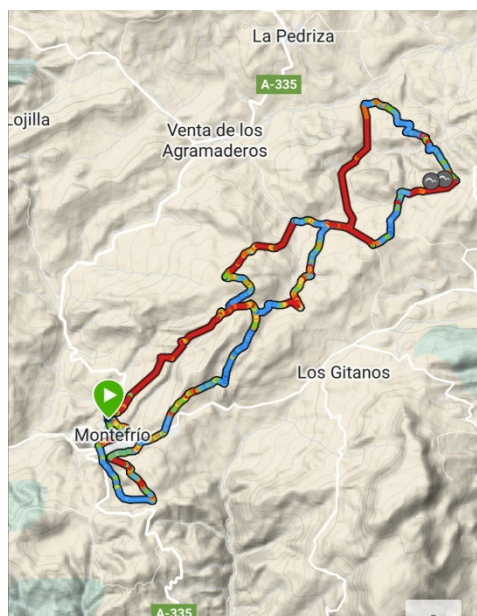 La Pedriza
A-335
Lojilla
Venta de los
Agramaderos
Los Gitanos
Montefrío
A-335